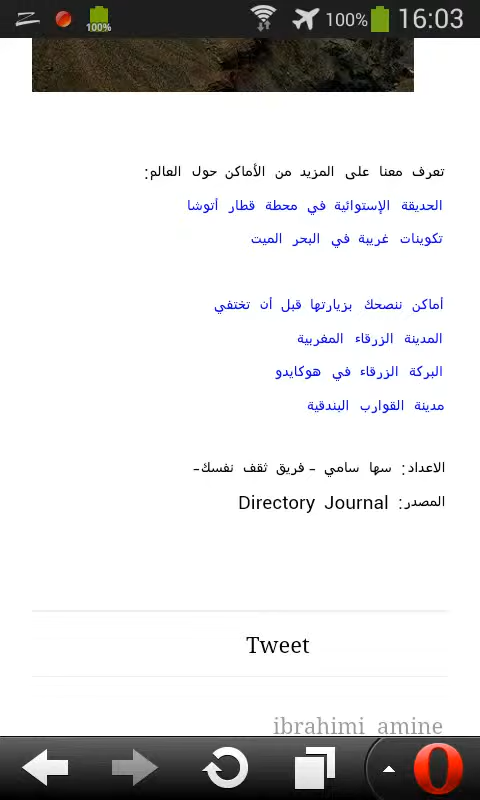 100%
100%
16:03
تعرف معنا على المزيد من الأماكن حول العالم:
الحديقة الإستوائية في محطة قطار أتوشا
تكوينات غريبة في البحر الميت
أماكن ننصحك بزيارتها قبل أن تختفي
المدينة الزرقاء المغربية
البركة الزرقاء في هوكايدو
مدينة القوارب البندقية
الاعداد: سها سامي - فريق ثقف نفسك-
المصدر: Directory Journal
Tweet
ibrahimi amine